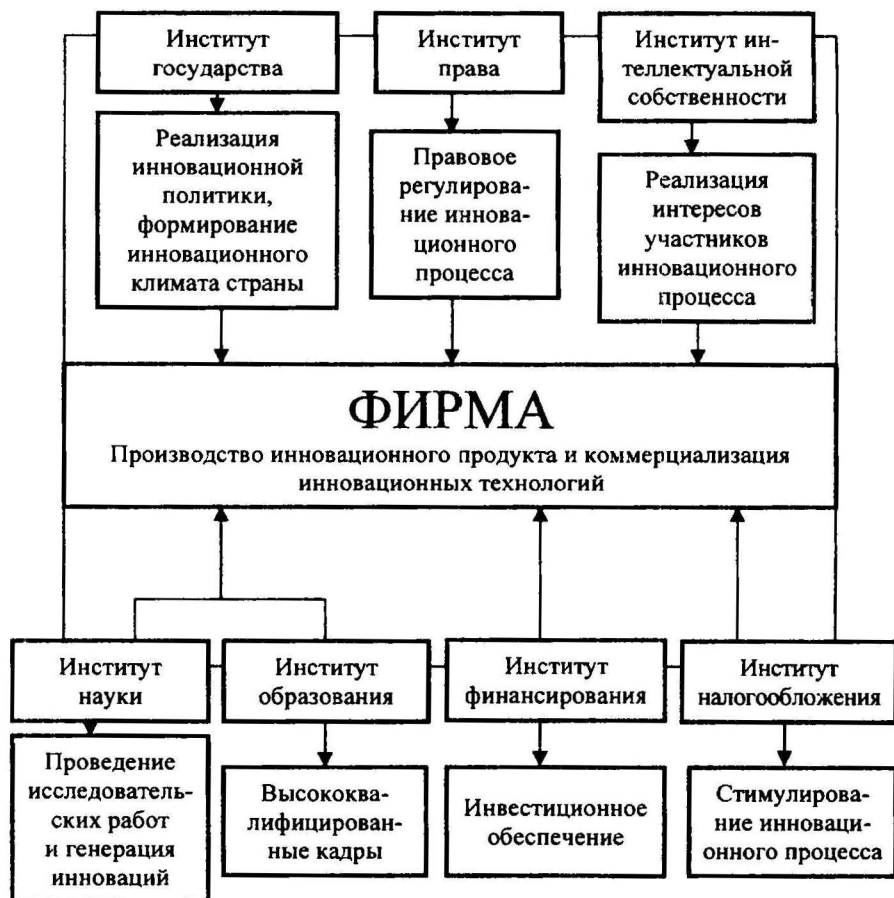 Институт
государства
Институт
права
Институт ин-
теллектуальной
собственности
Реализация
инновационной
политики,
формирование
инновационного
климата страны
Правовое
регулирова-
ние иннова-
ционного
процесса
Реализация
интересов
участников
инновационного
процесса
ФИРМА
Производство инновационного продукта и коммерциализация
инновационных технологий
Институт
науки
Институт
образования
Институт
финансирования
Институт
налогообложения
Проведение
исследователь-
ских работ
и генерация
инноваций
Высококва-
лифицирован-
ные кадры
Инвестиционное
обеспечение
Стимулирова-
ние инноваци-
онного процесса